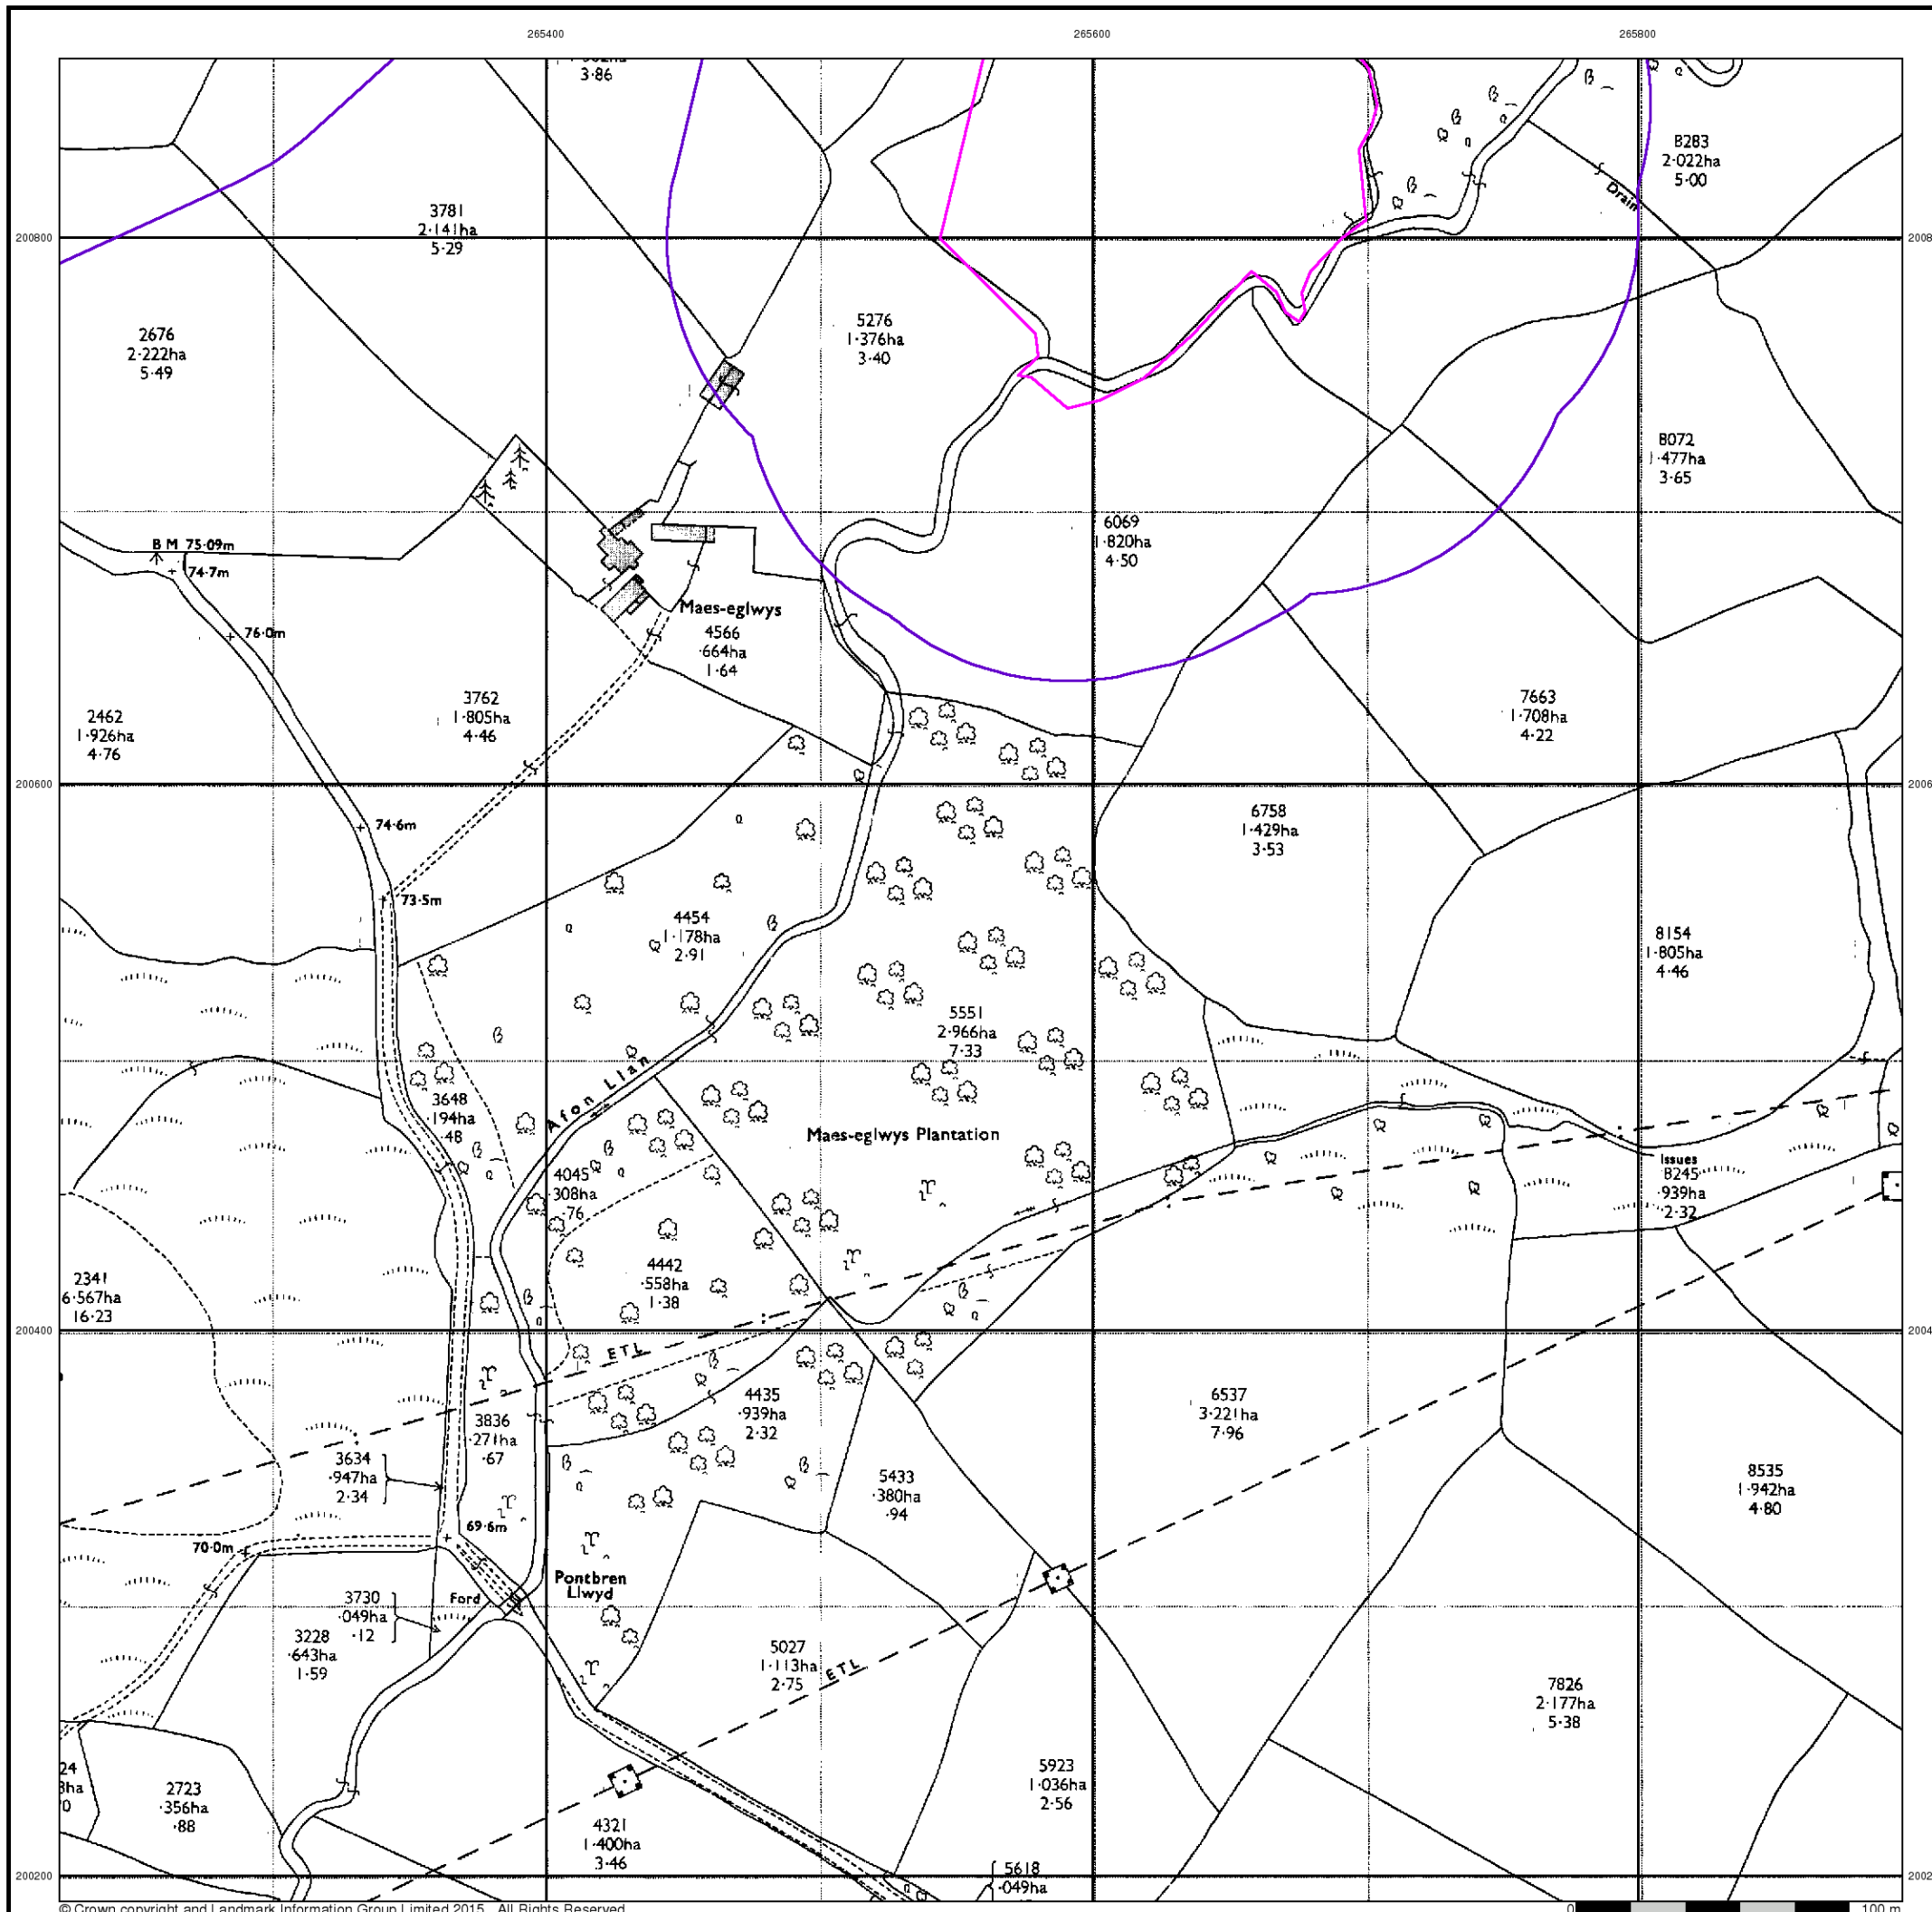 265400
265600
265800
3.86
B283
2.022ha
5.00
Drain
3781
2.141ha
5.29
200800
2676
2.222ha
5.49
5276
1.376ha
3.40
8072
1.477ha
3.65
6069
1.820ha
4.50
B M 75.09m
74.7m
76.0m
Maes-eglwys
4566
.664ha
1.64
2462
1.926ha
4.76
3762
1.805ha
4.46
7663
1.708ha
4.22
200600
74.6m
6758
1.429ha
3.53
73.5m
4454
1.178ha
2.91
8154
1.805ha
4.46
5551
2.966ha
7.33
Afon Llan
3648
.194ha
.48
Maes-eglwys Plantation
Issues
B245
.939ha
2.32
4045
.308ha
.76
4442
.558ha
1.38
2341
6.567ha
16.23
200400
ETL
4435
.939ha
2.32
6537
3.221ha
7.96
3836
.271ha
.67
3634
.947ha
2.34
5433
.380ha
.94
8535
1.942ha
4.80
69.6m
70.0m
Pontbren
Llwyd
Ford
3730
.049ha
.12
3228
.643ha
1.59
5027
1.113ha
2.75
ETL
7826
2.177ha
5.38
5923
1.036ha
2.56
2723
.356ha
.88
4321
1.400ha
3.46
5618
.049ha
200200
© Crown copyright and Landmark Information Group Limited 2015. All Rights Reserved.
0
100 m